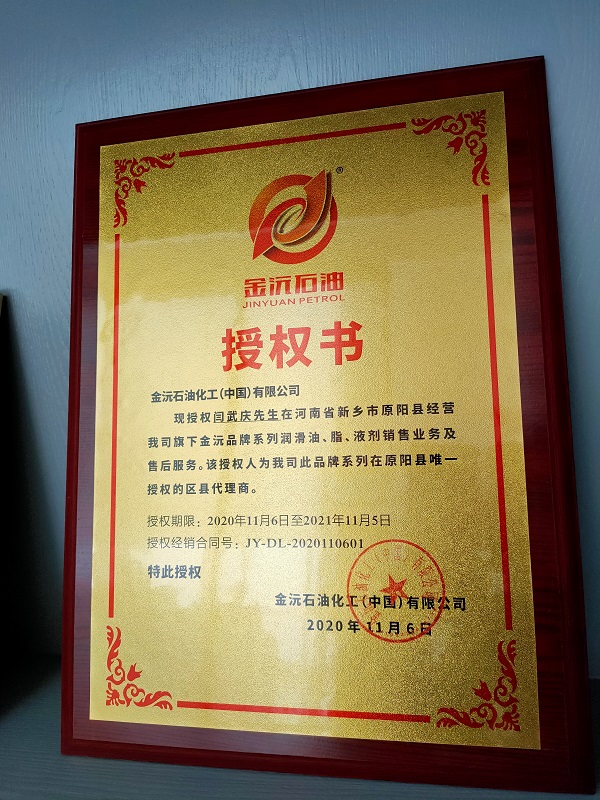 ®
金沅石油
JINYUAN PETROL
授权书
金沅石油化工(中国)有限公司
现授权闫武庆先生在河南省新乡市原阳县经营
我司旗下金沅品牌系列润滑油、脂、液剂销售业务及
售后服务。该授权人为我司此品牌系列在原阳县唯一
授权的区县代理商。
授权期限：2020年11月6日至2021年11月5日
授权经销合同号：JY-DL-2020110601
特此授权
金沅石油化工(中国)有限公司
2020年11月6日